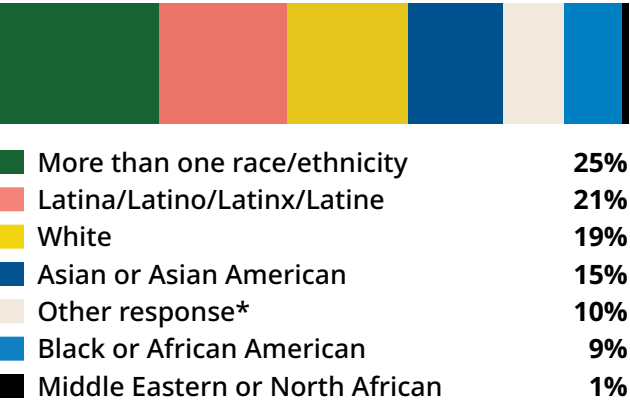 More than one race/ethnicity 25%
Latina/Latino/Latinx/Latine 21%
White 19%
Asian or Asian American 15%
Other response* 10%
Black or African American 9%
Middle Eastern or North African 1%